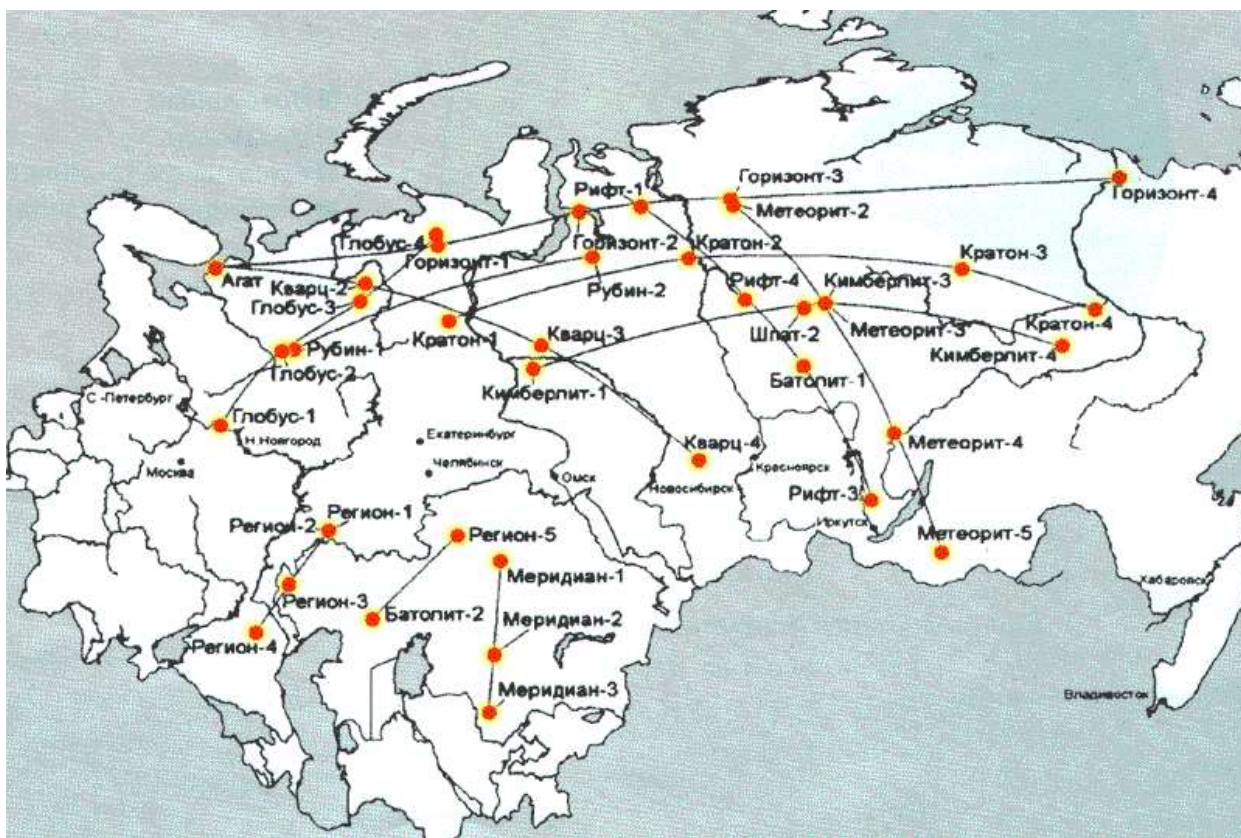 Горизонт-3
Рифт-1
Горизонт-4
Метеорит-2
Глобус-4
Горизонт-2
Кратон-2
Горизонт-1
Кратон-3
Агат
Кварц-2
Рифт-4
Кимберлит-3
Глобус-3
Рубин-2
Шпат-2
Метеорит-3
Кратон-4
Кратон-1
Кварц-3
Рубин-1
Кимберлит-4
Глобус-2
Батолит-1
Кимберлит-1
С.-Петербург
Глобус-1
Екатеринбург
Н.Новгород
Метеорит-4
Кварц-4
Москва
Челябинск
Омск
Красноярск
Новосибирск
Рифт-3
Регион-1
Иркутск
Регион-2
Регион-5
Метеорит-5
Меридиан-1
Хабаровск
Регион-3
Батолит-2
Меридиан-2
Регион-4
Меридиан-3
Владивосток